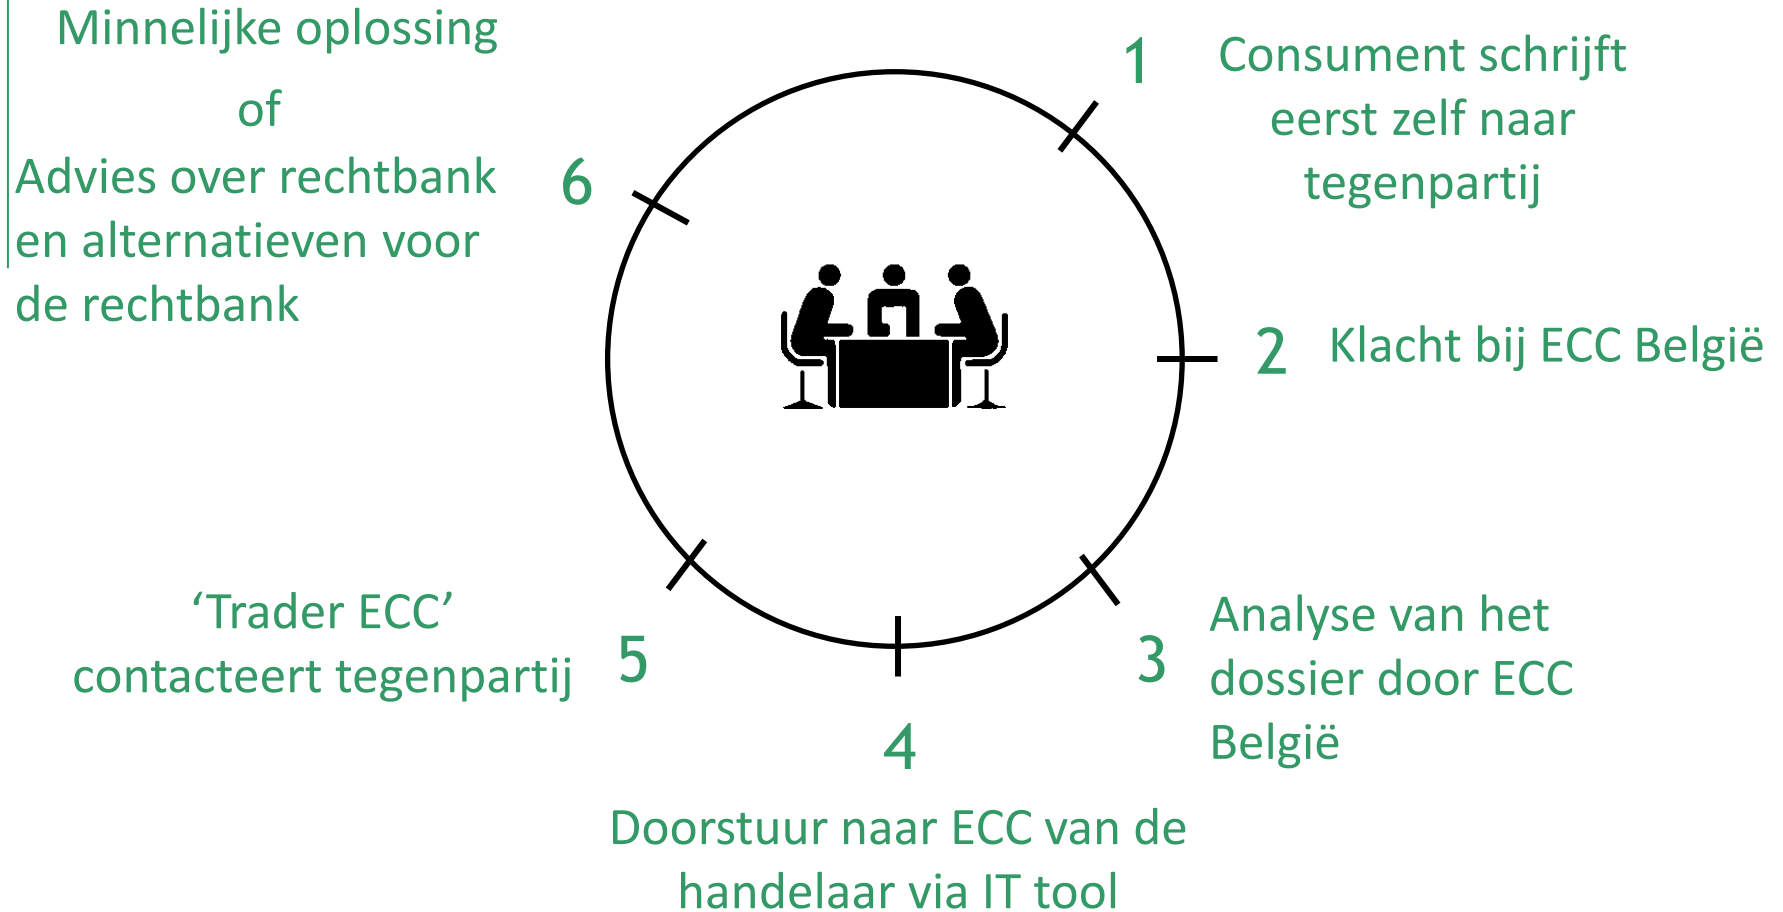 1
Consument schrijft
eerst zelf naar
tegenpartij
2
Klacht bij ECC België
3
Analyse van het
dossier door ECC
België
4
Doorstuur naar ECC van de
handelaar via IT tool
5
‘Trader ECC’
contacteert tegenpartij
6
Minnelijke oplossing
of
Advies over rechtbank
en alternatieven voor
de rechtbank